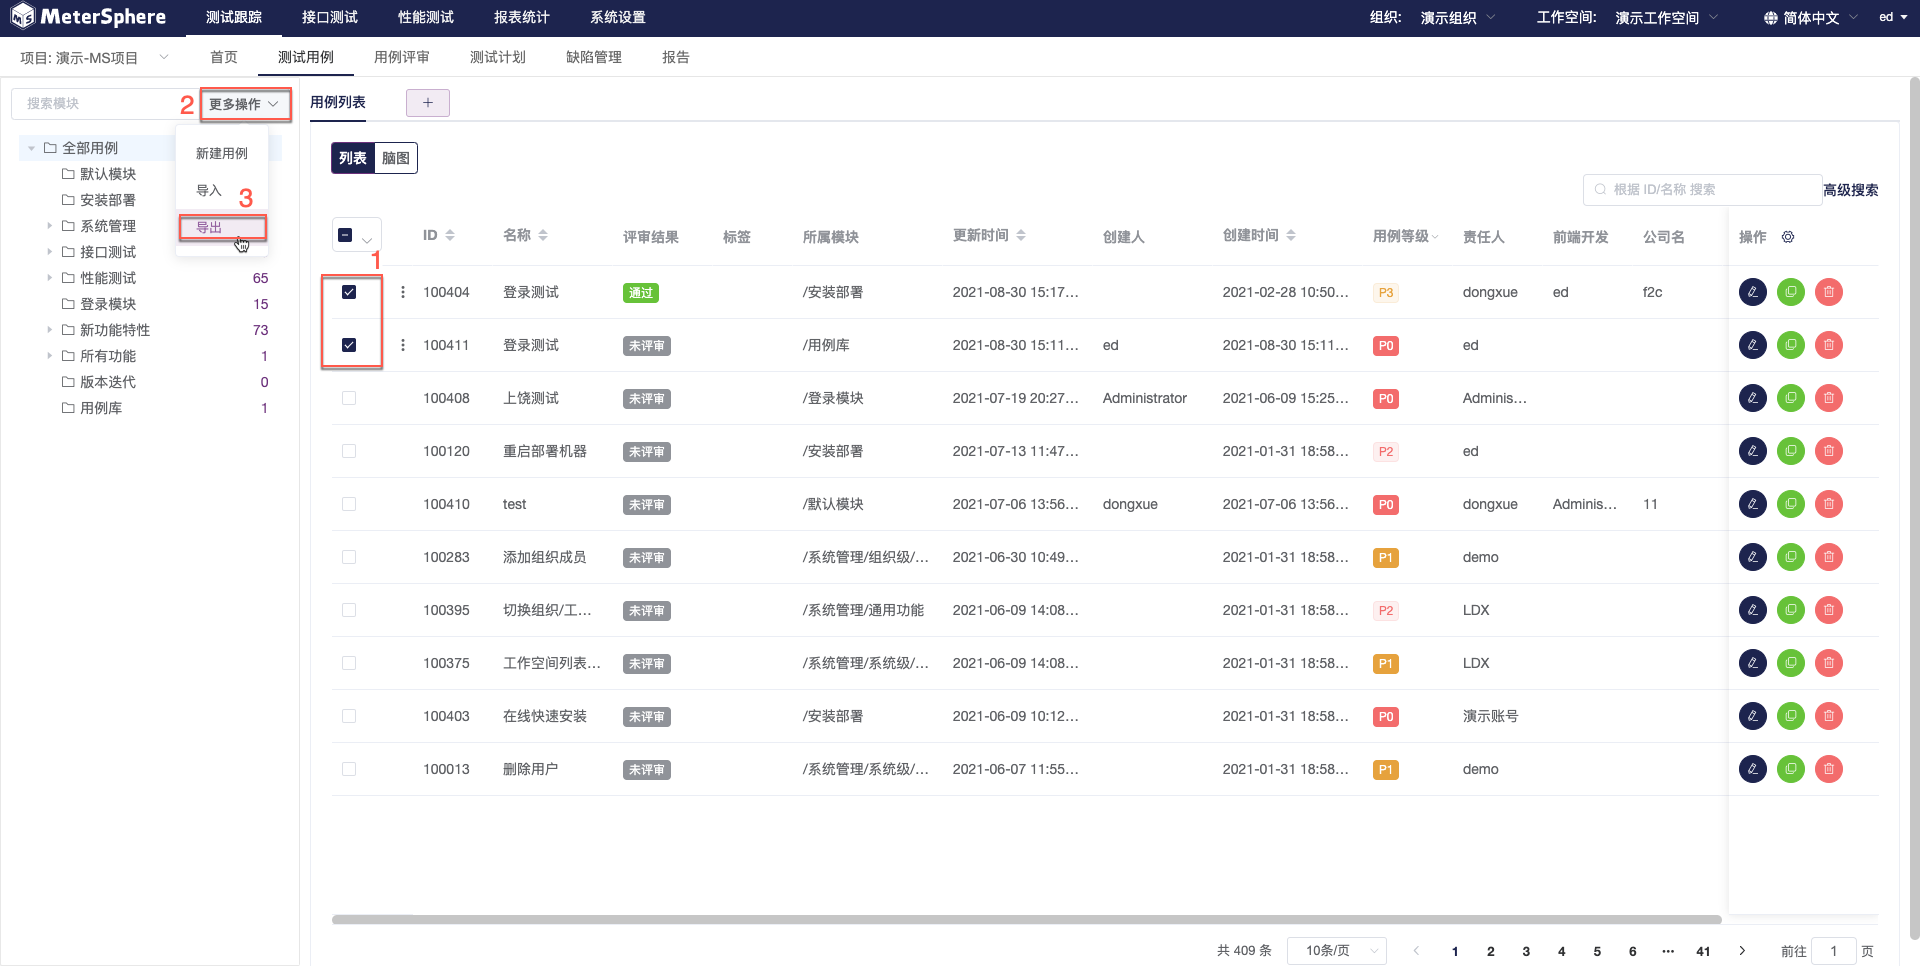 MeterSphere 测试跟踪 接口测试 性能测试 报表统计 系统设置 组织: 演示组织 工作空间: 演示工作空间 简体中文 ed
项目: 演示-MS项目 首页 测试用例 用例评审 测试计划 缺陷管理 报告
搜索模块 2 更多操作
新建用例
导入 3
导出
全部用例
默认模块
安装部署
系统管理
接口测试
性能测试 65
登录模块 15
新功能特性 73
所有功能 1
版本迭代 0
用例库 1
用例列表 +
列表 脑图
根据 ID/名称 搜索 高级搜索
ID 名称 评审结果 标签 所属模块 更新时间 创建人 创建时间 用例等级 责任人 前端开发 公司名 操作
1
100404 登录测试 通过 /安装部署 2021-08-30 15:17... 2021-02-28 10:50... P3 dongxue ed f2c
100411 登录测试 未评审 /用例库 2021-08-30 15:11... ed 2021-08-30 15:11... P0 ed
100408 上饶测试 未评审 /登录模块 2021-07-19 20:27... Administrator 2021-06-09 15:25... P0 Adminis...
100120 重启部署机器 未评审 /安装部署 2021-07-13 11:47... 2021-01-31 18:58... P2 ed
100410 test 未评审 /默认模块 2021-07-06 13:56... dongxue 2021-07-06 13:56... P0 dongxue Adminis... 11
100283 添加组织成员 未评审 /系统管理/组织级/... 2021-06-30 10:49... 2021-01-31 18:58... P1 demo
100395 切换组织/工... 未评审 /系统管理/通用功能 2021-06-09 14:08... 2021-01-31 18:58... P2 LDX
100375 工作空间列表... 未评审 /系统管理/系统级/... 2021-06-09 14:08... 2021-01-31 18:58... P1 LDX
100403 在线快速安装 未评审 /安装部署 2021-06-09 10:12... 2021-01-31 18:58... P0 演示账号
100013 删除用户 未评审 /系统管理/系统级/... 2021-06-07 11:55... 2021-01-31 18:58... P1 demo
共 409 条 10条/页 1 2 3 4 5 6 ... 41 前往 1 页